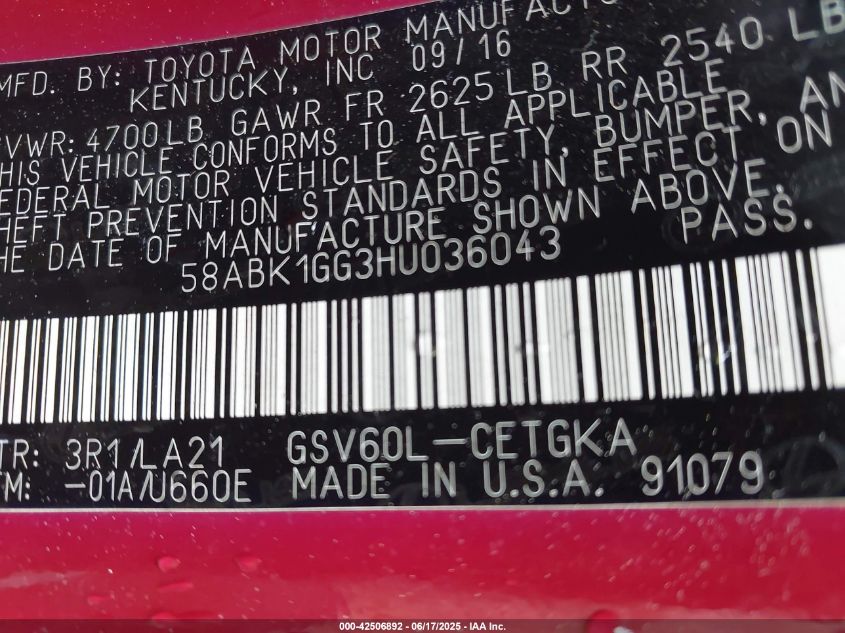 MFD. BY: TOYOTA MOTOR MANUFACTU
KENTUCKY, INC 09/16
VWR: 4700LB GAWR FR 2625LB RR 2540 LB
HIS VEHICLE CONFORMS TO ALL APPLICABLE
EDERAL MOTOR VEHICLE SAFETY, BUMPER, AN
HEFT PREVENTION STANDARDS IN EFFECT ON
HE DATE OF MANUFACTURE SHOWN ABOVE.
58ABK1GG3HU036043 PASS.
TR: 3R1/LA21 GSV60L-CETGKA
TM: -01A/U660E MADE IN U.S.A. 91079
000-42506892 - 06/17/2025 - IAA Inc.